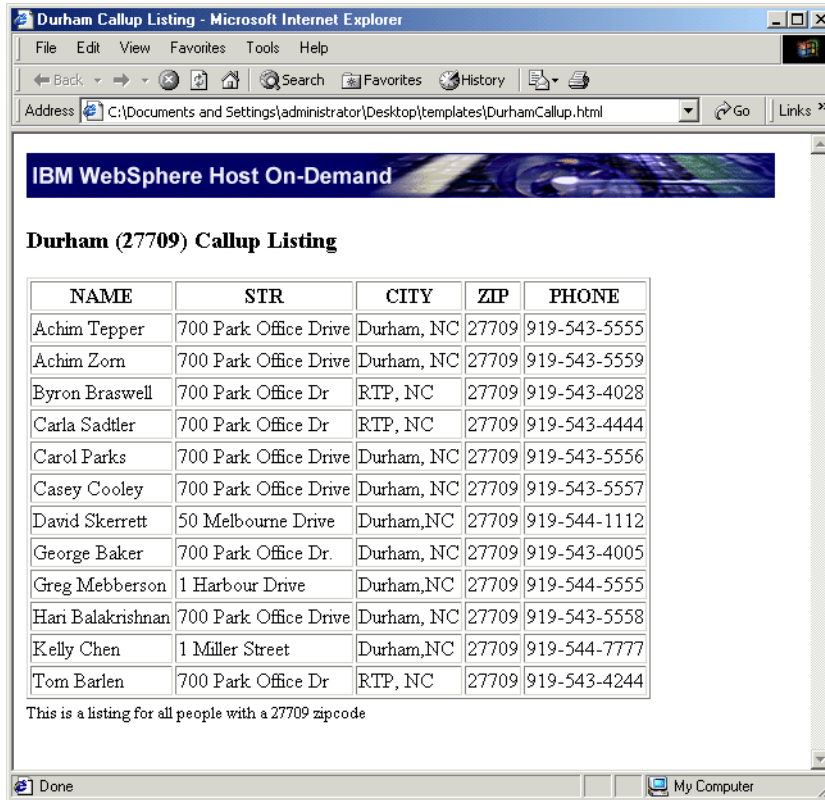 Durham Callup Listing - Microsoft Internet Explorer
File Edit View Favorites Tools Help
Back Search Favorites History
Address C:\Documents and Settings\administrator\Desktop\templates\DurhamCallup.html Go Links »
IBM WebSphere Host On-Demand
Durham (27709) Callup Listing
NAME STR CITY ZIP PHONE
Achim Tepper 700 Park Office Drive Durham, NC 27709 919-543-5555
Achim Zorn 700 Park Office Drive Durham, NC 27709 919-543-5559
Byron Braswell 700 Park Office Dr RTP, NC 27709 919-543-4028
Carla Sadtler 700 Park Office Dr RTP, NC 27709 919-543-4444
Carol Parks 700 Park Office Drive Durham, NC 27709 919-543-5556
Casey Cooley 700 Park Office Drive Durham, NC 27709 919-543-5557
David Skerrett 50 Melbourne Drive Durham,NC 27709 919-544-1112
George Baker 700 Park Office Dr. Durham, NC 27709 919-543-4005
Greg Mebberson 1 Harbour Drive Durham,NC 27709 919-544-5555
Hari Balakrishnan 700 Park Office Drive Durham, NC 27709 919-543-5558
Kelly Chen 1 Miller Street Durham,NC 27709 919-544-7777
Tom Barlen 700 Park Office Dr RTP, NC 27709 919-543-4244
This is a listing for all people with a 27709 zipcode
Done My Computer